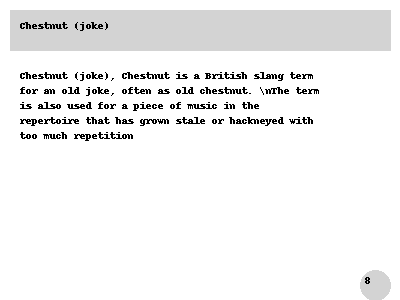 Chestnut (joke)
Chestnut (joke), Chestnut is a British slang term
for an old joke, often as old chestnut. \nThe term
is also used for a piece of music in the
repertoire that has grown stale or hackneyed with
too much repetition
8